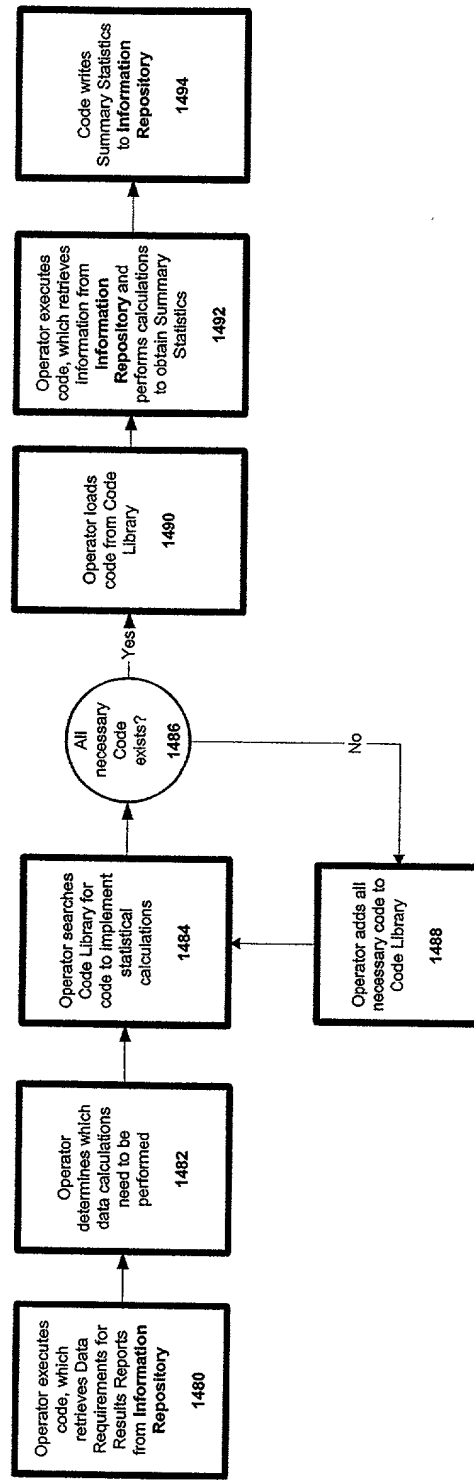 Operator executes
code, which
retrieves Data
Requirements for
Results Reports
from Information
Repository
1480
Operator
determines which
data calculations
need to be
performed
1482
Operator searches
Code Library for
code to implement
statistical
calculations
1484
All
necessary
Code
exists?
1486
Yes
No
Operator adds all
necessary code to
Code Library
1488
Operator loads
code from Code
Library
1490
Operator executes
code, which retrieves
information from
Information
Repository and
performs calculations
to obtain Summary
Statistics
1492
Code writes
Summary Statistics
to Information
Repository
1494